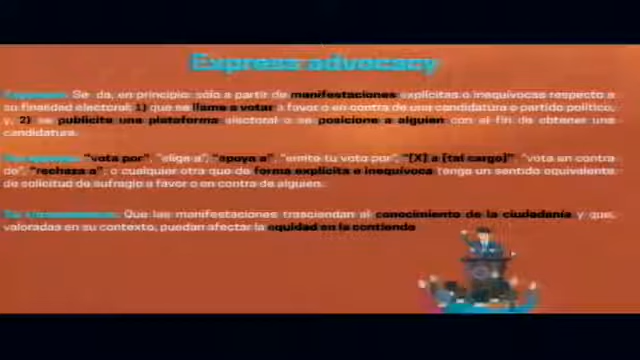 Express advocacy
Se da, en principio, sólo a partir de manifestaciones explícitas o inequívocas respecto a
su finalidad electoral: 1) que se llame a votar a favor o en contra de una candidatura o partido político,
y, 2) se publicite una plataforma electoral o se posicione a alguien con el fin de obtener una
candidatura.
"vota por", "elige a", "apoya a", "emite tu voto por", "[X] a [tal cargo]", "vota en contra
de", "rechaza a"; o cualquier otra que de forma explícita e inequívoca tenga un sentido equivalente
de solicitud de sufragio a favor o en contra de alguien.
Que las manifestaciones trasciendan al conocimiento de la ciudadanía y que,
valoradas en su contexto, puedan afectar la equidad en la contienda